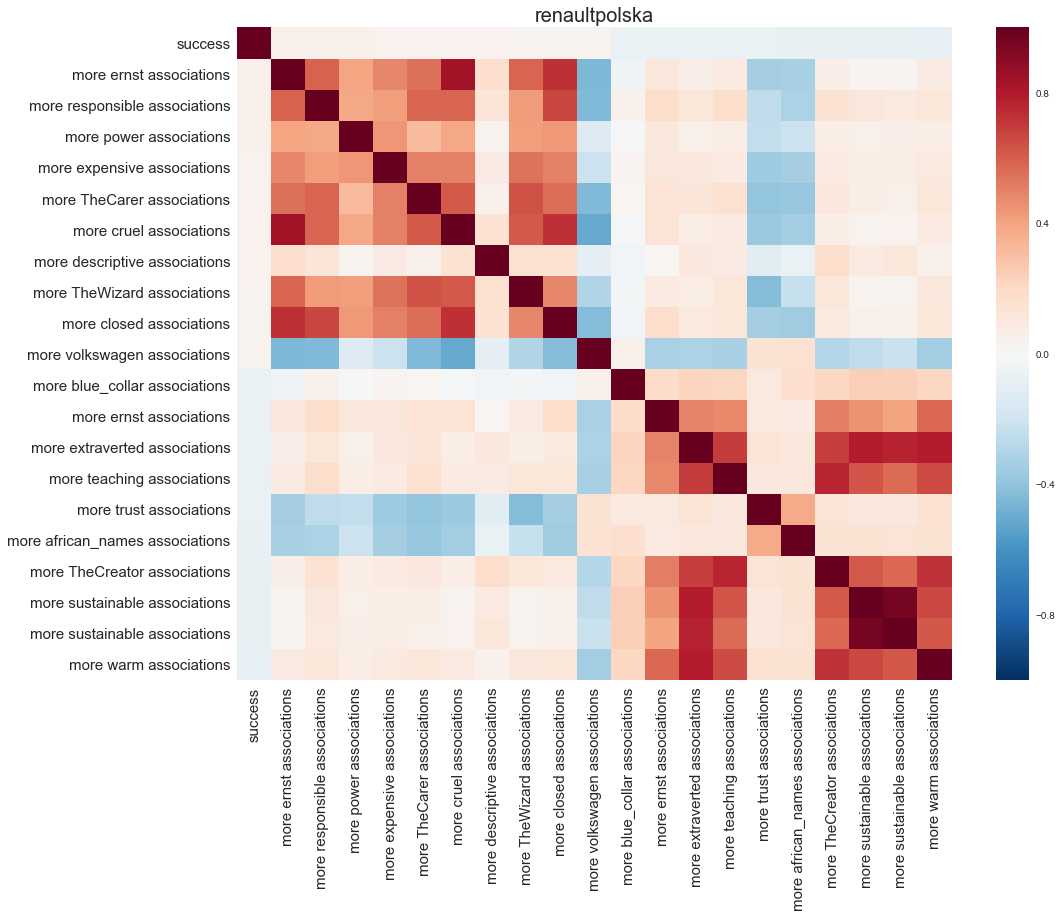 renaultpolska
success
more ernst associations
more responsible associations
more power associations
more expensive associations
more TheCarer associations
more cruel associations
more descriptive associations
more TheWizard associations
more closed associations
more volkswagen associations
more blue_collar associations
more ernst associations
more extraverted associations
more teaching associations
more trust associations
more african_names associations
more TheCreator associations
more sustainable associations
more sustainable associations
more warm associations
success
more ernst associations
more responsible associations
more power associations
more expensive associations
more TheCarer associations
more cruel associations
more descriptive associations
more TheWizard associations
more closed associations
more volkswagen associations
more blue_collar associations
more ernst associations
more extraverted associations
more teaching associations
more trust associations
more african_names associations
more TheCreator associations
more sustainable associations
more sustainable associations
more warm associations
0.8
0.4
0.0
−0.4
−0.8